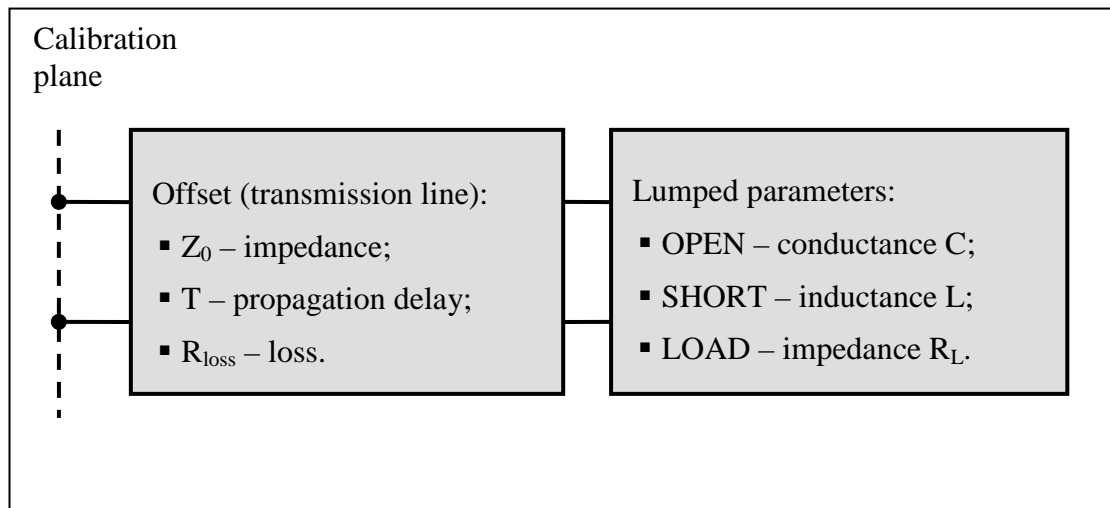 Calibration
plane
Offset (transmission line):
▪ Z₀ – impedance;
▪ T – propagation delay;
▪ Rₗₒₛₛ – loss.
Lumped parameters:
▪ OPEN – conductance C;
▪ SHORT – inductance L;
▪ LOAD – impedance R_L.